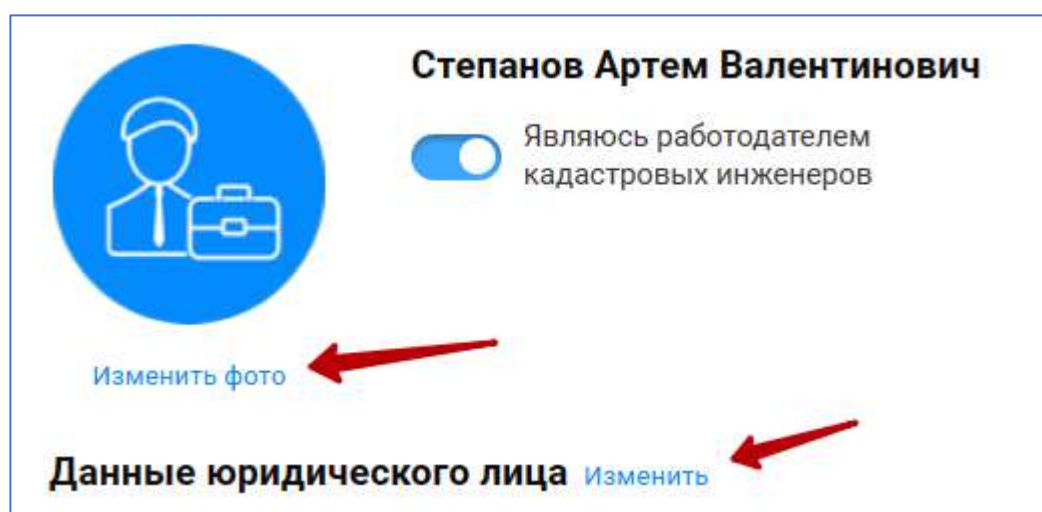 Степанов Артем Валентинович
Являюсь работодателем
кадастровых инженеров
Изменить фото
Данные юридического лица Изменить